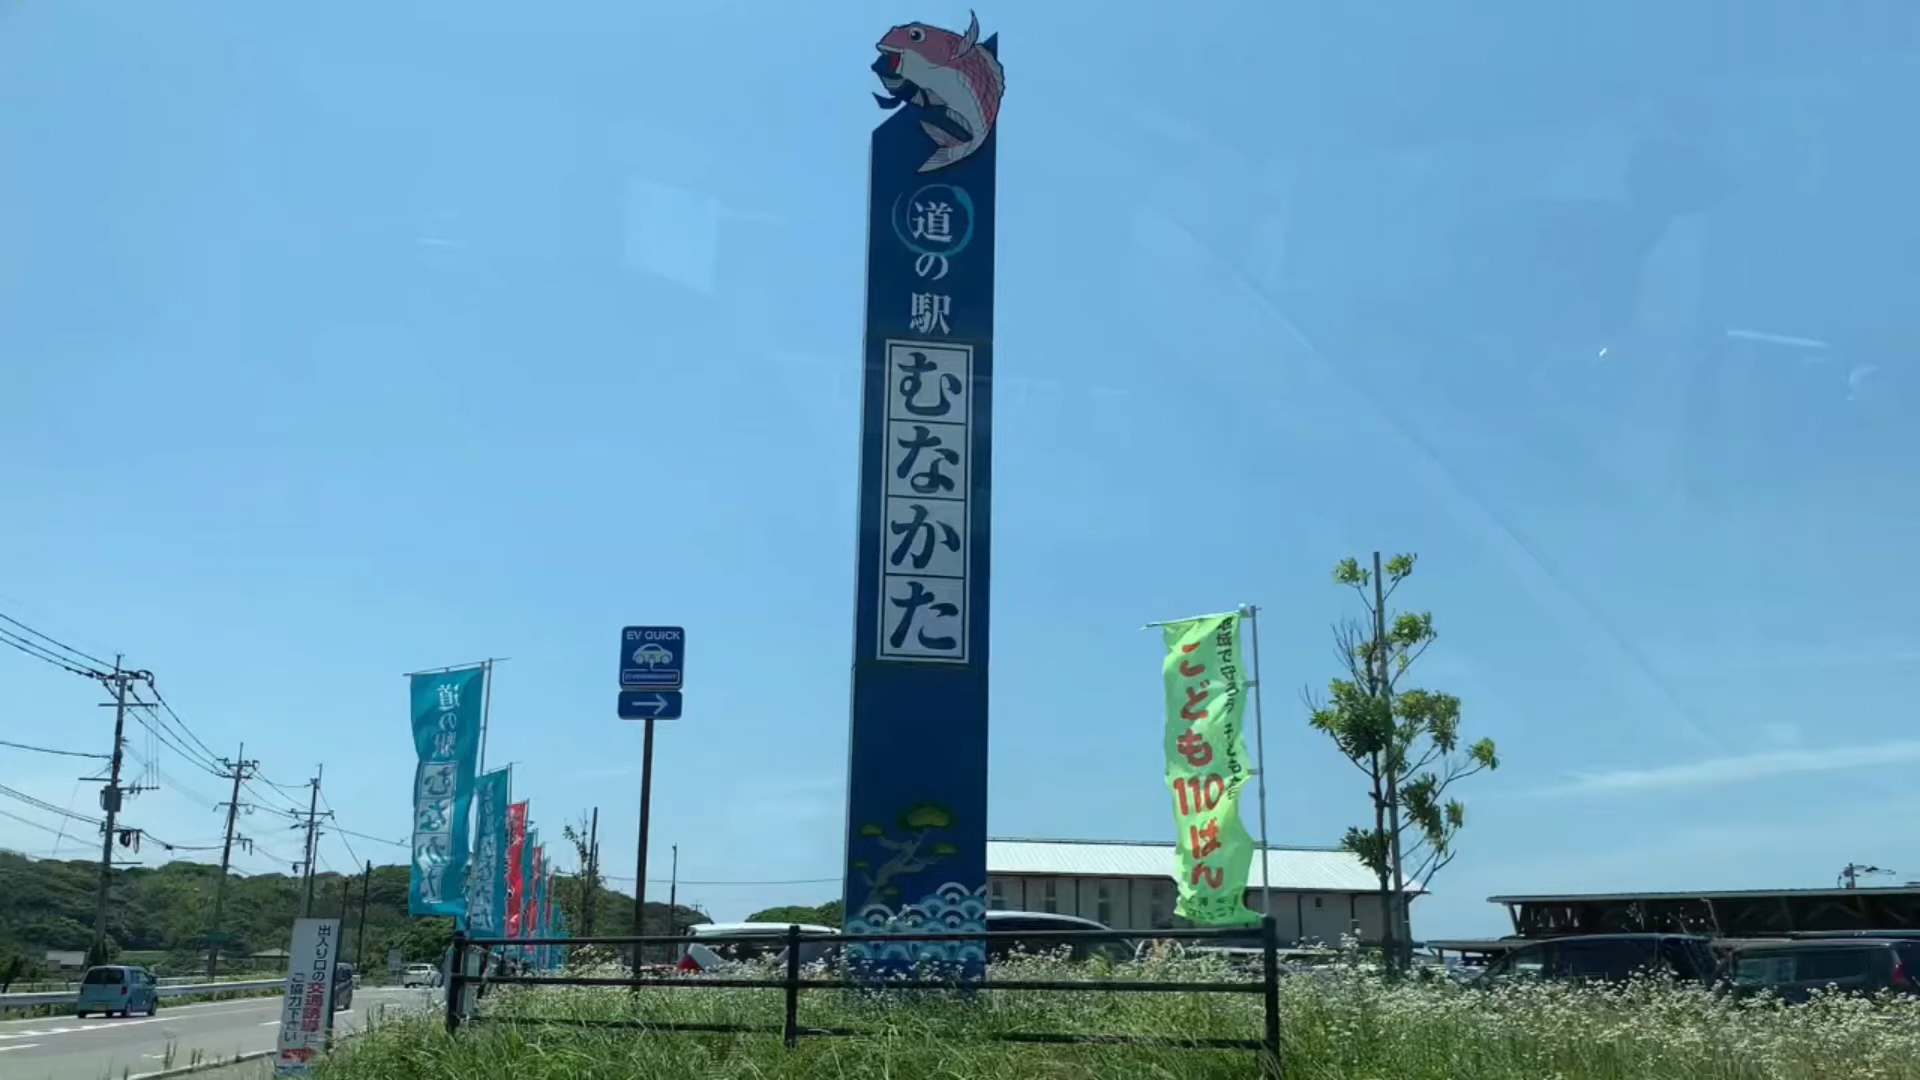 道の駅
むなかた
EV QUICK
道の駅 むなかた
こども110ばん
出入り口の交通誘導に
ご協力下さい